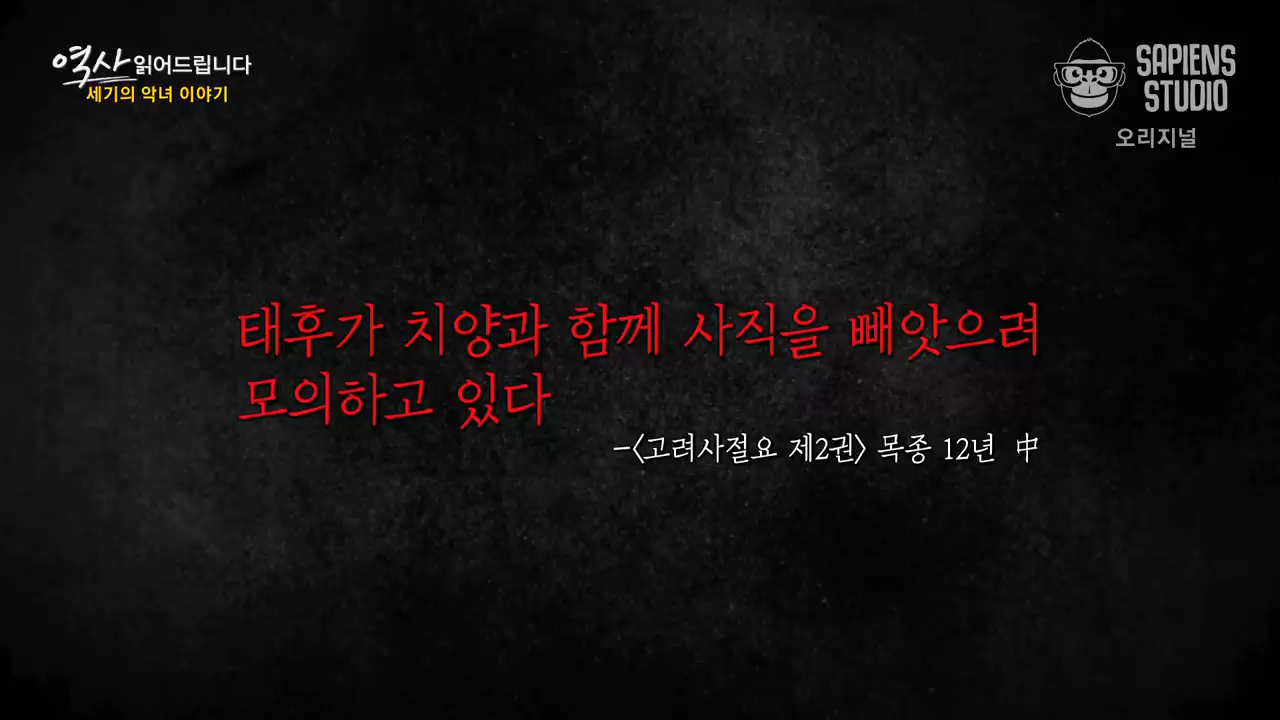 역사 읽어드립니다
세기의 악녀 이야기
SAPIENS
STUDIO
오리지널
태후가 치양과 함께 사직을 빼앗으려
모의하고 있다
-<고려사절요 제2권> 목종 12년 中